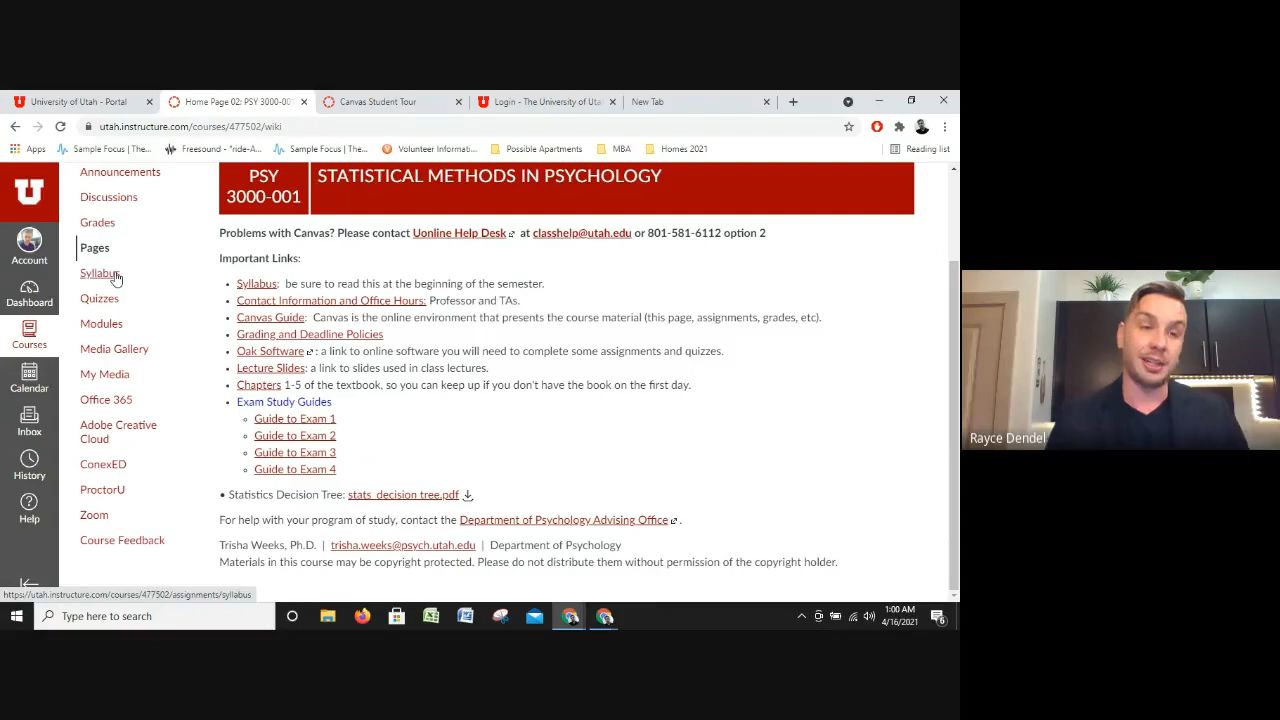 University of Utah - Portal
Home Page 02: PSY 3000-00
Canvas Student Tour
Login - The University of Uta
New Tab
utah.instructure.com/courses/477502/wiki
Apps
Sample Focus | The...
Freesound - "ride-A...
Sample Focus | The...
Volunteer Informati...
Possible Apartments
MBA
Homes 2021
Reading list
U
Account
Dashboard
Courses
Calendar
Inbox
History
Help
Announcements
Discussions
Grades
Pages
Syllabus
Quizzes
Modules
Media Gallery
My Media
Office 365
Adobe Creative
Cloud
ConexED
ProctorU
Zoom
Course Feedback
PSY
3000-001
STATISTICAL METHODS IN PSYCHOLOGY
Problems with Canvas? Please contact Uonline Help Desk at classhelp@utah.edu or 801-581-6112 option 2
Important Links:
• Syllabus: be sure to read this at the beginning of the semester.
• Contact Information and Office Hours: Professor and TAs.
• Canvas Guide: Canvas is the online environment that presents the course material (this page, assignments, grades, etc).
• Grading and Deadline Policies
• Oak Software : a link to online software you will need to complete some assignments and quizzes.
• Lecture Slides: a link to slides used in class lectures.
• Chapters 1-5 of the textbook, so you can keep up if you don't have the book on the first day.
• Exam Study Guides
Guide to Exam 1
Guide to Exam 2
Guide to Exam 3
Guide to Exam 4
• Statistics Decision Tree: stats_decision tree.pdf
For help with your program of study, contact the Department of Psychology Advising Office .
Trisha Weeks, Ph.D. | trisha.weeks@psych.utah.edu | Department of Psychology
Materials in this course may be copyright protected. Please do not distribute them without permission of the copyright holder.
https://utah.instructure.com/courses/477502/assignments/syllabus
Type here to search
1:00 AM
4/16/2021
6
Rayce Dendel